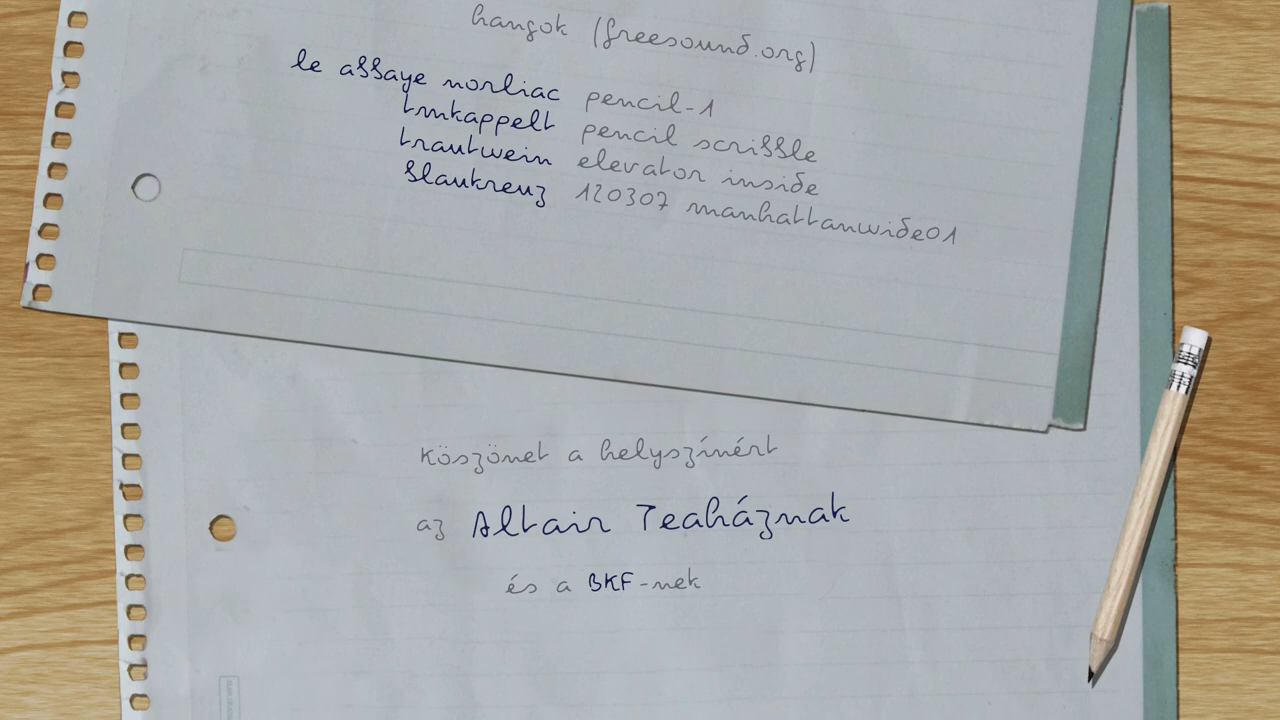 hangok (freesound.org)
le abbaye norliac pencil-1
tmkappelt pencil scribble
trautwein elevator inside
blaukreuz 120307 manhattanwide01
köszönet a helyszínért
az Altair Teaháznak
és a BKF-nek